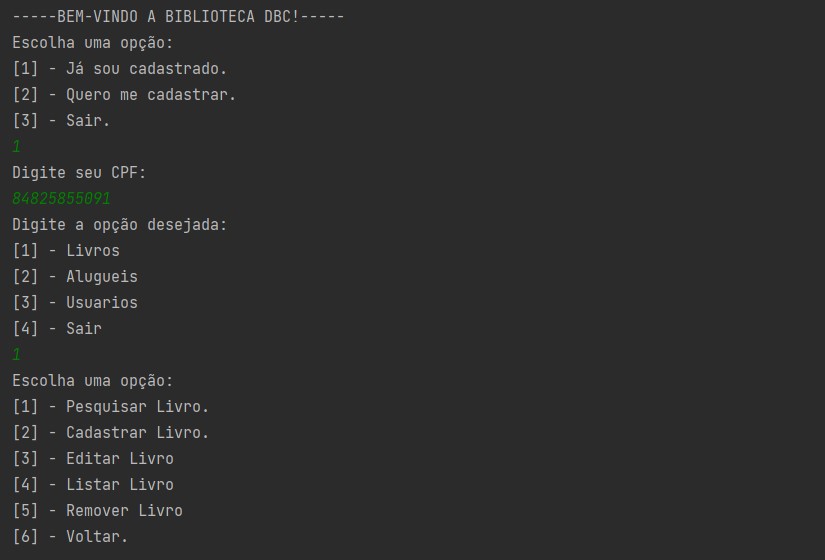 -----BEM-VINDO A BIBLIOTECA DBC!-----
Escolha uma opção:
[1] - Já sou cadastrado.
[2] - Quero me cadastrar.
[3] - Sair.
1
Digite seu CPF:
84825855091
Digite a opção desejada:
[1] - Livros
[2] - Alugueis
[3] - Usuarios
[4] - Sair
1
Escolha uma opção:
[1] - Pesquisar Livro.
[2] - Cadastrar Livro.
[3] - Editar Livro
[4] - Listar Livro
[5] - Remover Livro
[6] - Voltar.